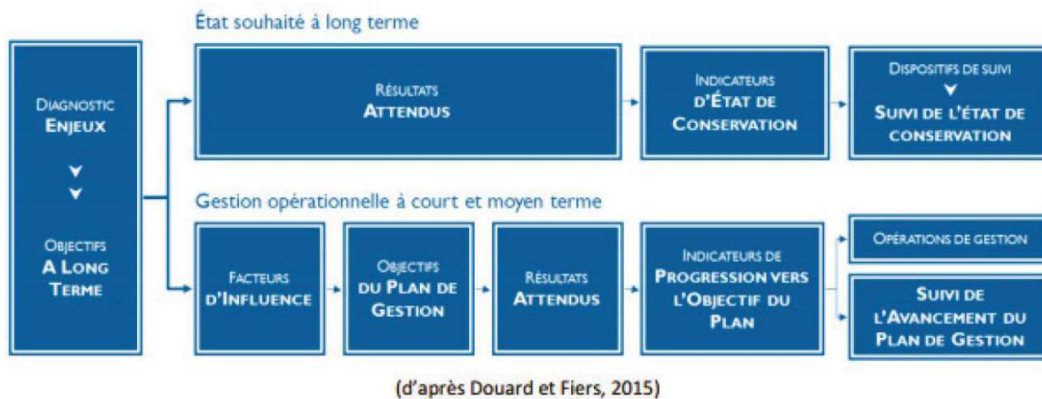 État souhaité à long terme
DIAGNOSTIC
ENJEUX
OBJECTIFS
A LONG
TERME
RÉSULTATS
ATTENDUS
INDICATEURS
D'ÉTAT DE
CONSERVATION
DISPOSITIFS DE SUIVI
SUIVI DE L'ÉTAT DE
CONSERVATION
Gestion opérationnelle à court et moyen terme
FACTEURS
D'INFLUENCE
OBJECTIFS
DU PLAN DE
GESTION
RÉSULTATS
ATTENDUS
INDICATEURS DE
PROGRESSION VERS
L'OBJECTIF DU
PLAN
OPÉRATIONS DE GESTION
SUIVI DE
L'AVANCEMENT DU
PLAN DE GESTION
(d'après Douard et Fiers, 2015)